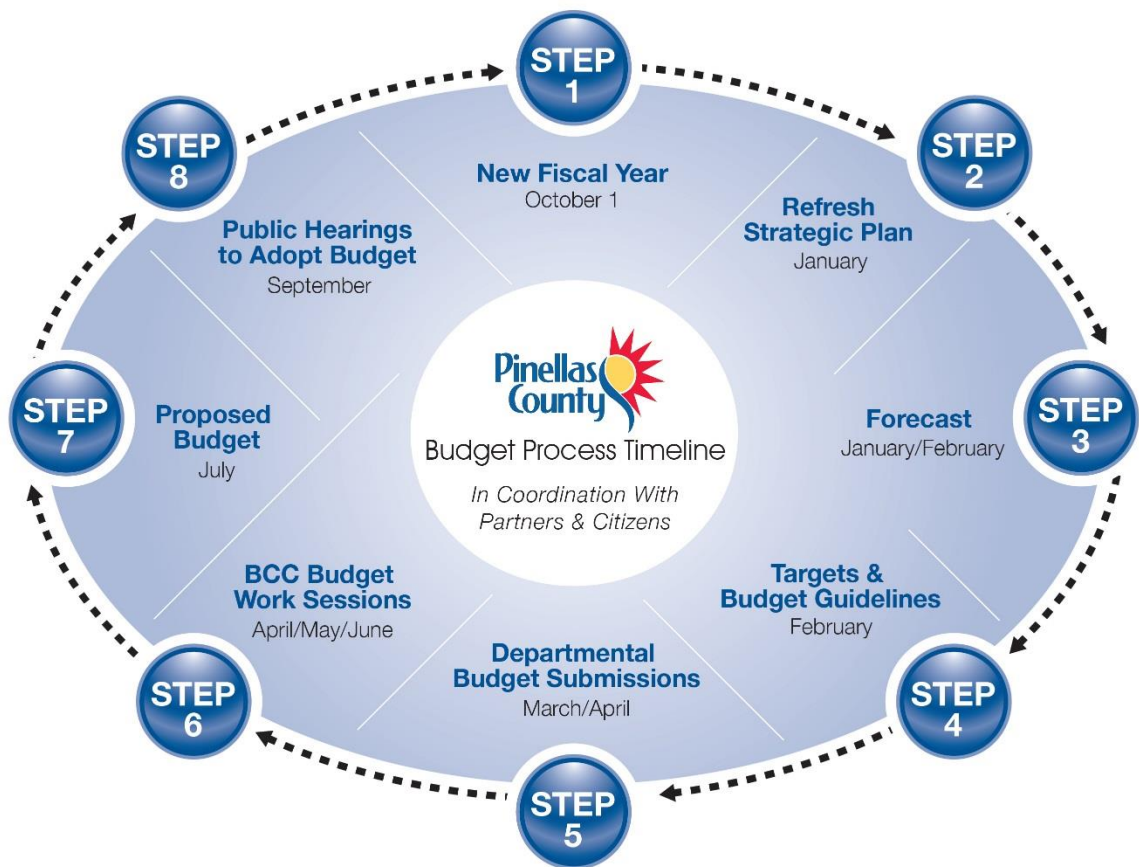 STEP
1
New Fiscal Year
October 1
STEP
2
Refresh
Strategic Plan
January
STEP
3
Forecast
January/February
STEP
4
Targets &
Budget Guidelines
February
STEP
5
Departmental
Budget Submissions
March/April
STEP
6
BCC Budget
Work Sessions
April/May/June
STEP
7
Proposed
Budget
July
STEP
8
Public Hearings
to Adopt Budget
September
Pinellas
County
Budget Process Timeline
In Coordination With
Partners & Citizens